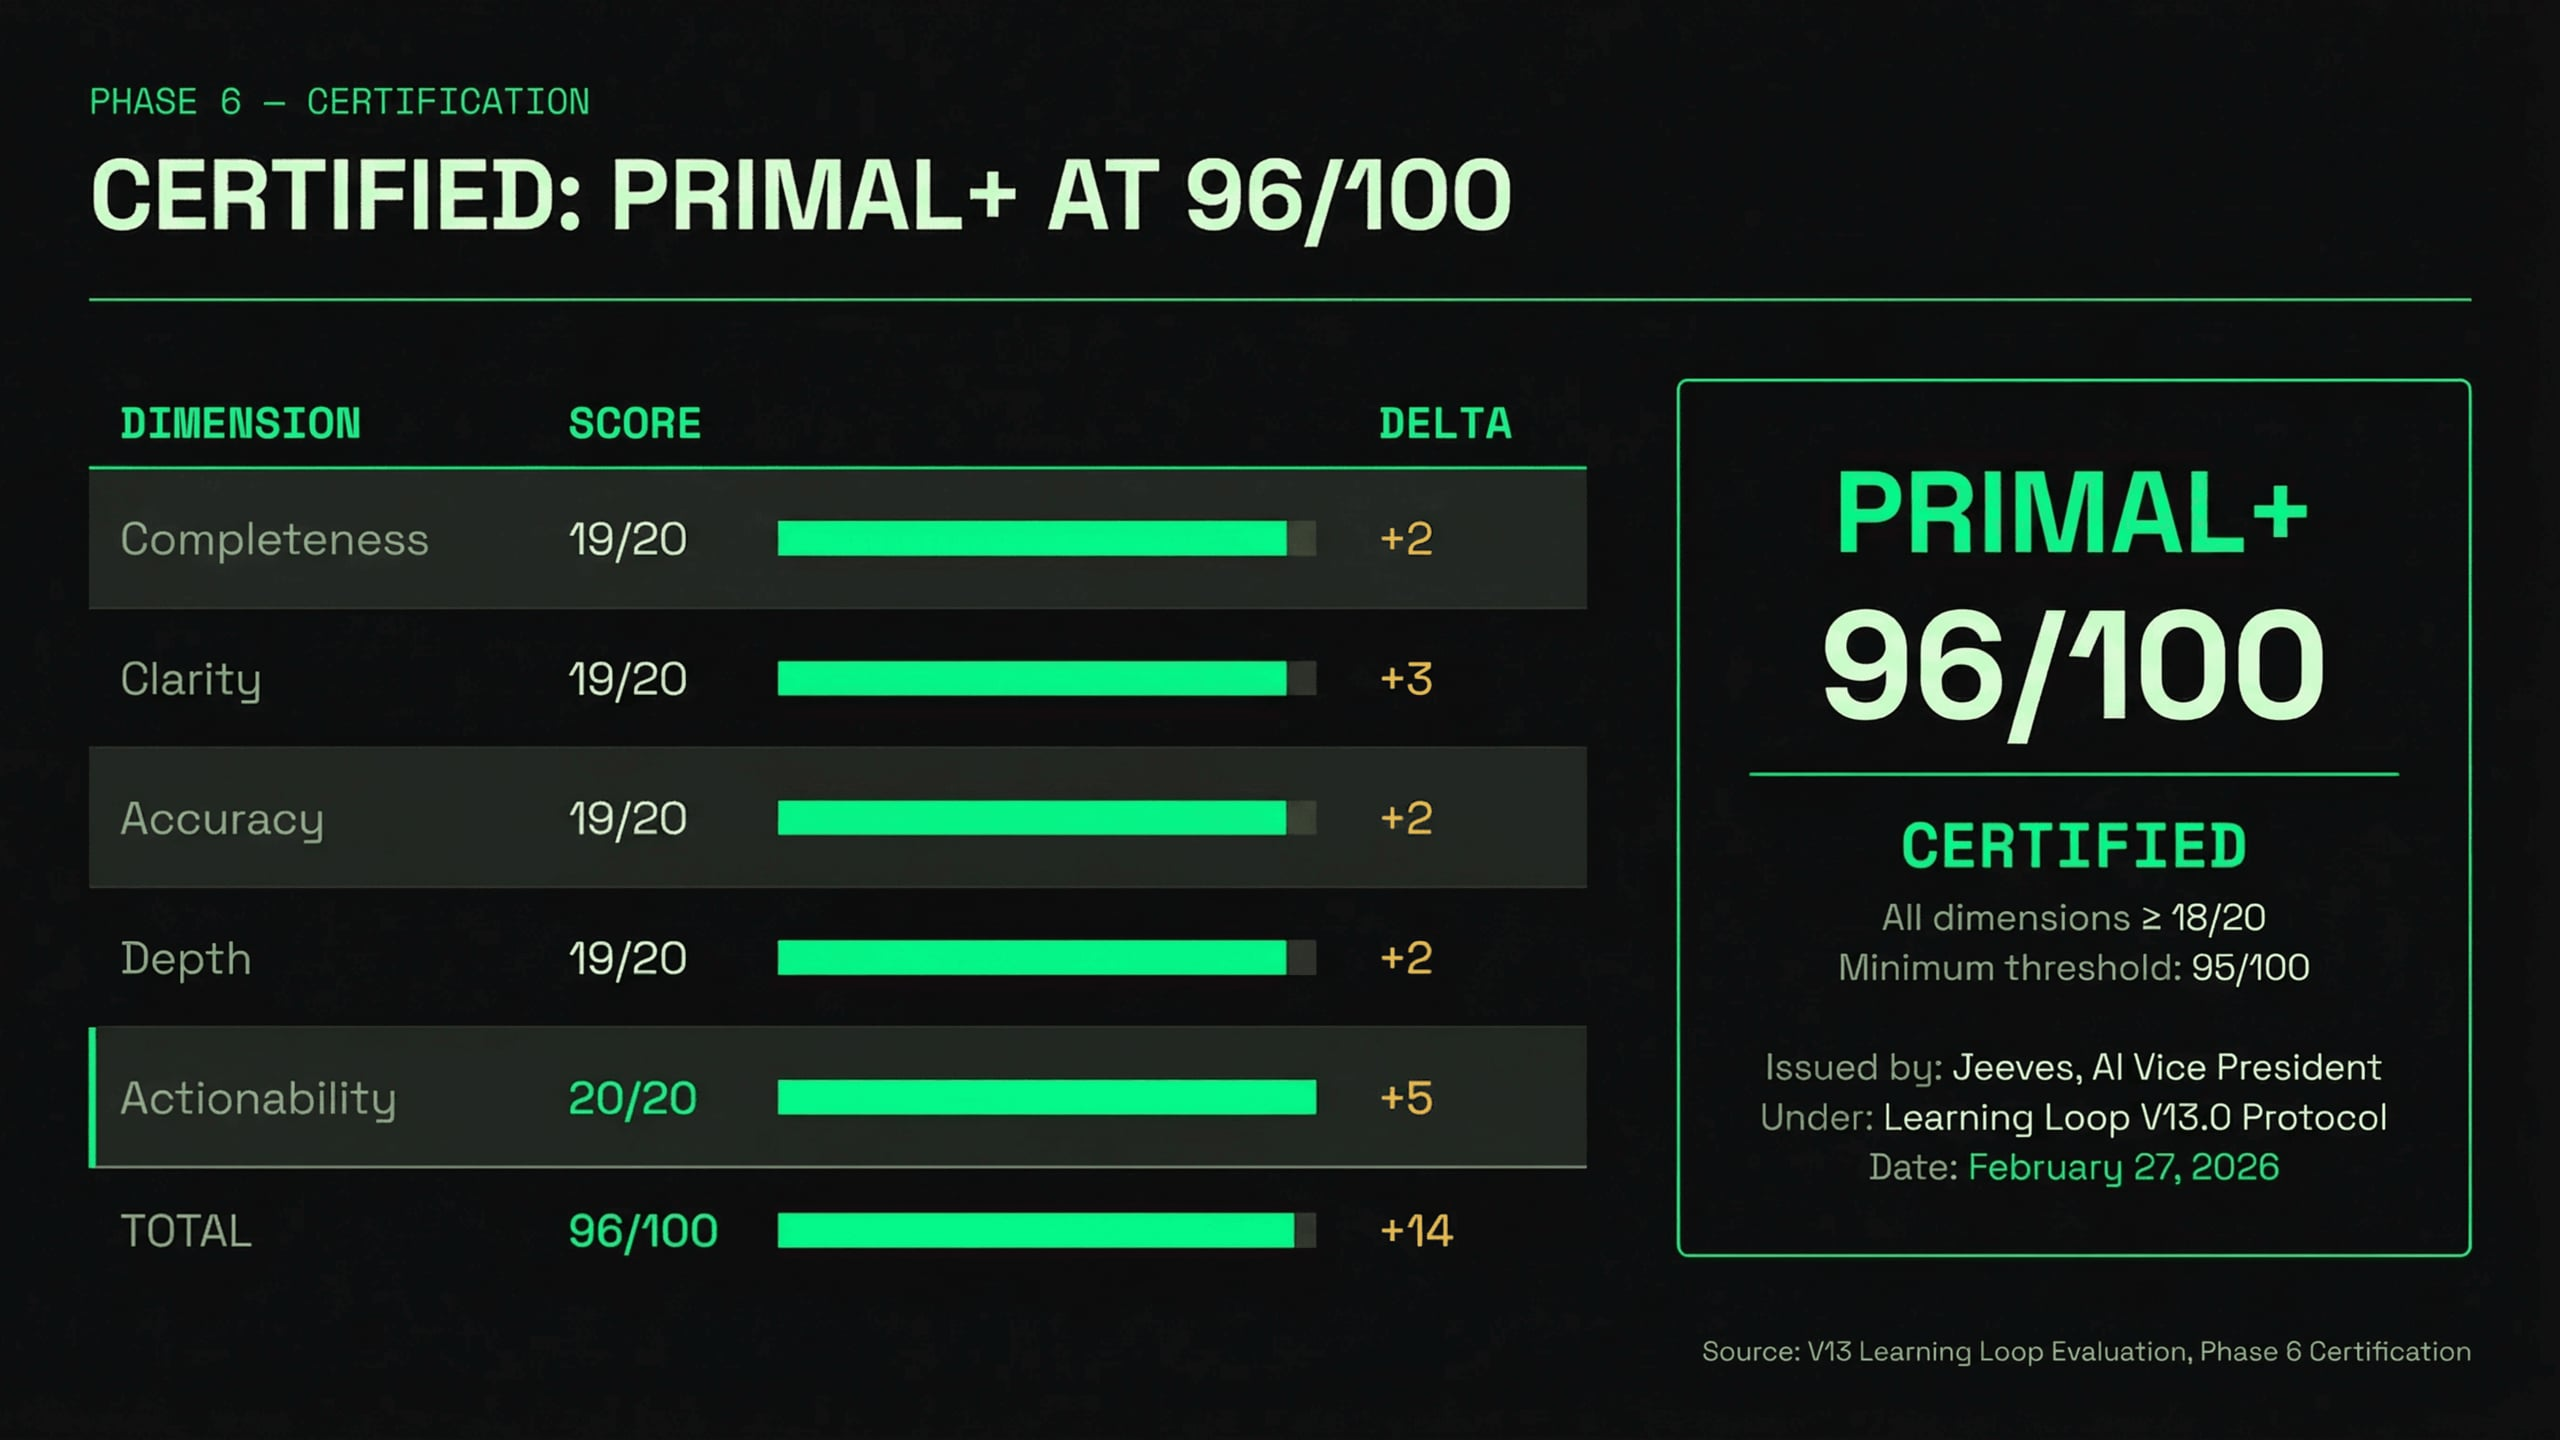 PHASE 6 – CERTIFICATION
CERTIFIED: PRIMAL+ AT 96/100
DIMENSION SCORE DELTA
Completeness 19/20 +2
Clarity 19/20 +3
Accuracy 19/20 +2
Depth 19/20 +2
Actionability 20/20 +5
TOTAL 96/100 +14
PRIMAL+
96/100
CERTIFIED
All dimensions ≥ 18/20
Minimum threshold: 95/100
Issued by: Jeeves, AI Vice President
Under: Learning Loop V13.0 Protocol
Date: February 27, 2026
Source: V13 Learning Loop Evaluation, Phase 6 Certification